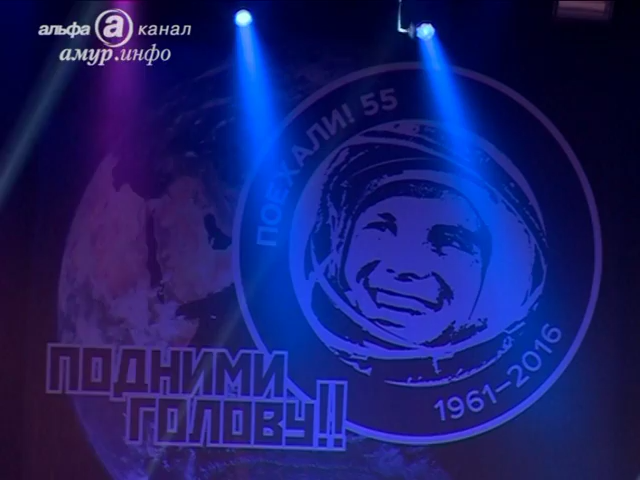 альфа а канал
амур.инфо
ПОЕХАЛИ! 55
1961–2016
ПОДНИМИ
ГОЛОВУ!!